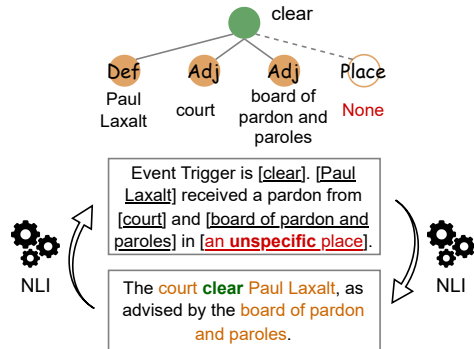 clear
Def Adj Adj Place
Paul
Laxalt
court
board of
pardon and
paroles
None
Event Trigger is [clear]. [Paul
Laxalt] received a pardon from
[court] and [board of pardon and
paroles] in [an unspecific place].
NLI
NLI
The court clear Paul Laxalt, as
advised by the board of pardon
and paroles.